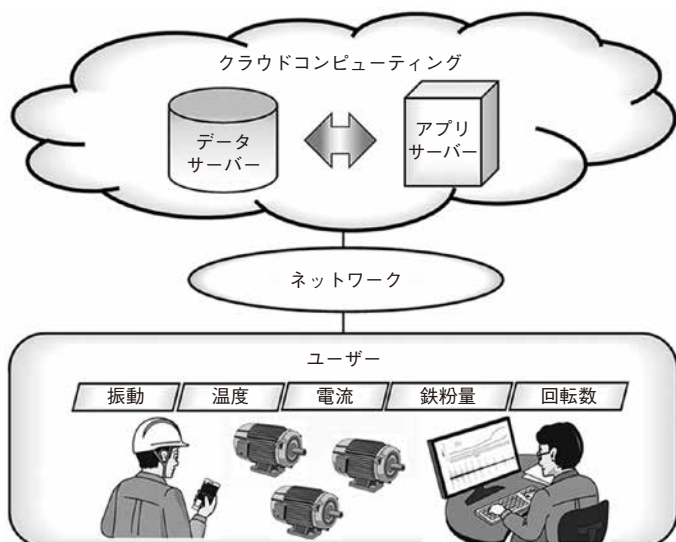 クラウドコンピューティング
データ
サーバー
アプリ
サーバー
ネットワーク
ユーザー
振動
温度
電流
鉄粉量
回転数